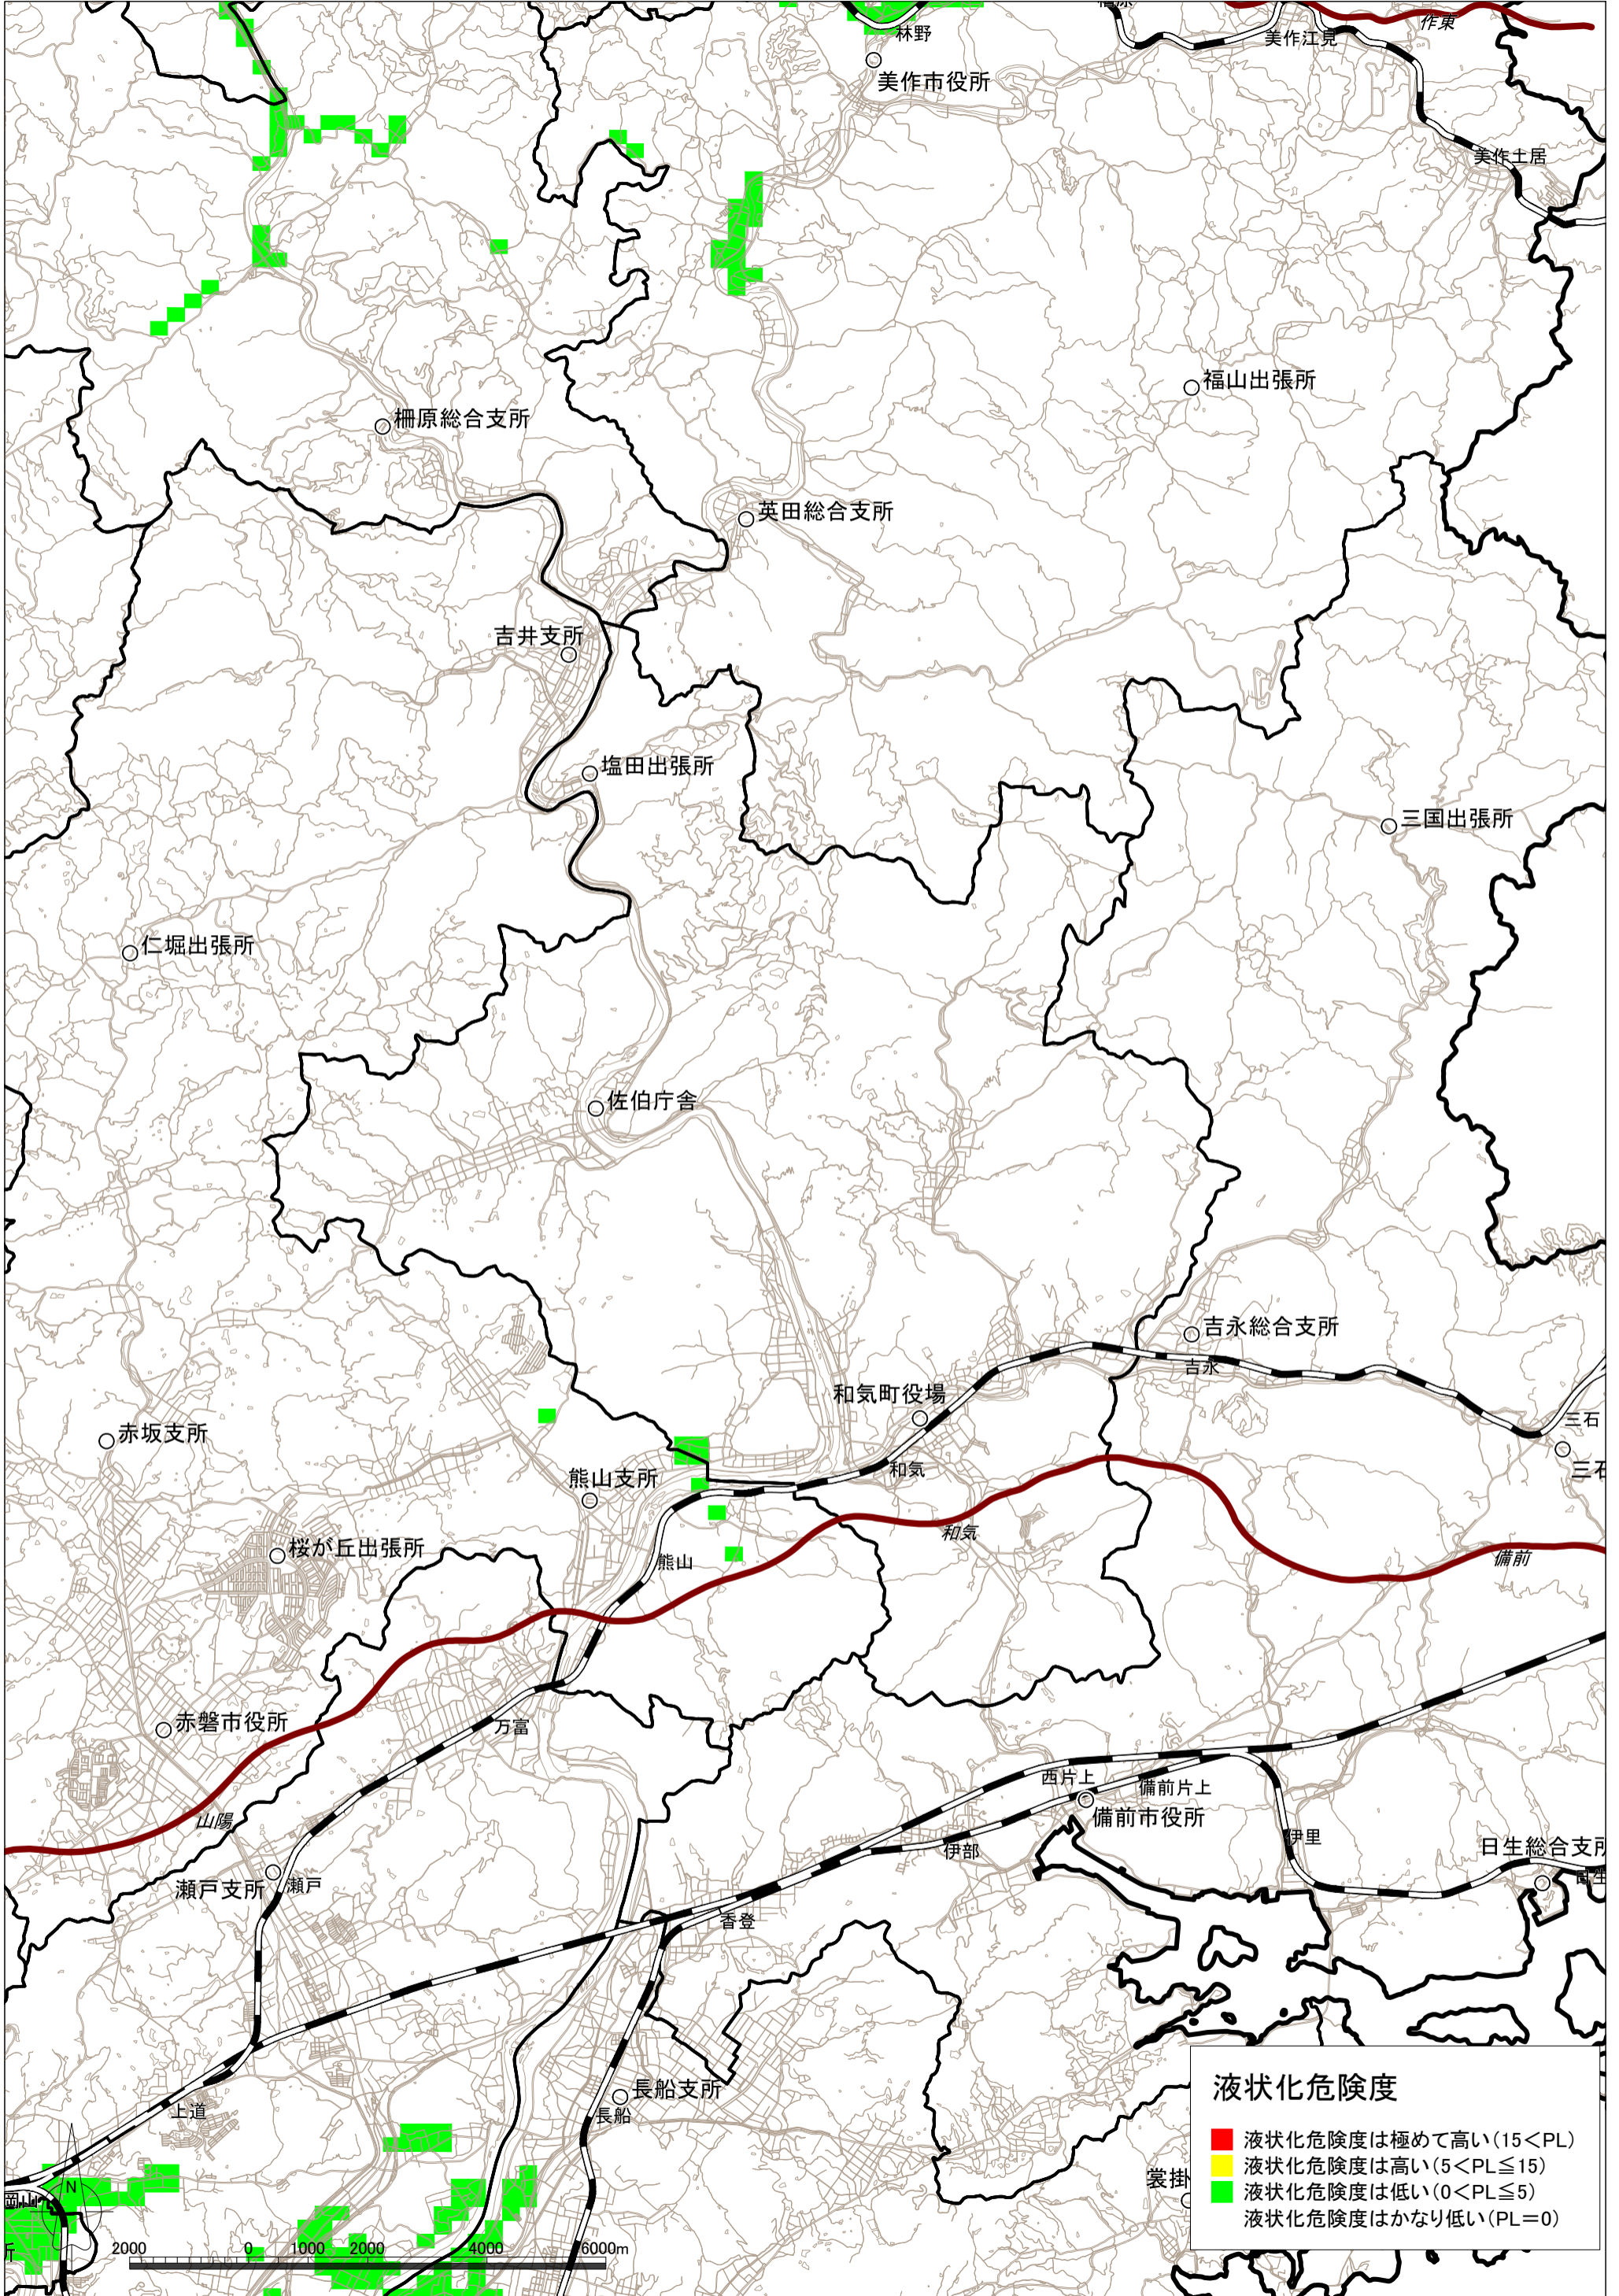 林野
美作市役所
美作江見
作東
美作土居
福山出張所
柵原総合支所
英田総合支所
吉井支所
塩田出張所
三国出張所
仁堀出張所
佐伯庁舎
吉永総合支所
吉永
和気町役場
和気
三石
赤坂支所
熊山支所
熊山
和気
備前
桜が丘出張所
赤磐市役所
万富
山陽
西片上
備前片上
備前市役所
伊里
伊部
日生総合支所
瀬戸支所
瀬戸
香登
長船支所
長船
上道
岡山
N
裳掛
2000 0 1000 2000 4000 6000m
液状化危険度
液状化危険度は極めて高い(15<PL)
液状化危険度は高い(5<PL≦15)
液状化危険度は低い(0<PL≦5)
液状化危険度はかなり低い(PL=0)